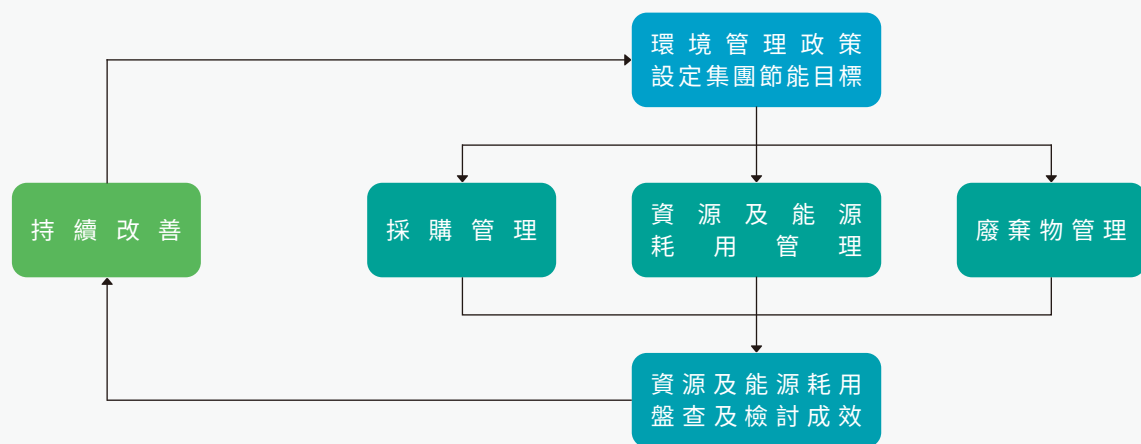 環境管理政策
設定集團節能目標
持續改善
採購管理
資源及能源
耗用管理
廢棄物管理
資源及能源耗用
盤查及檢討成效